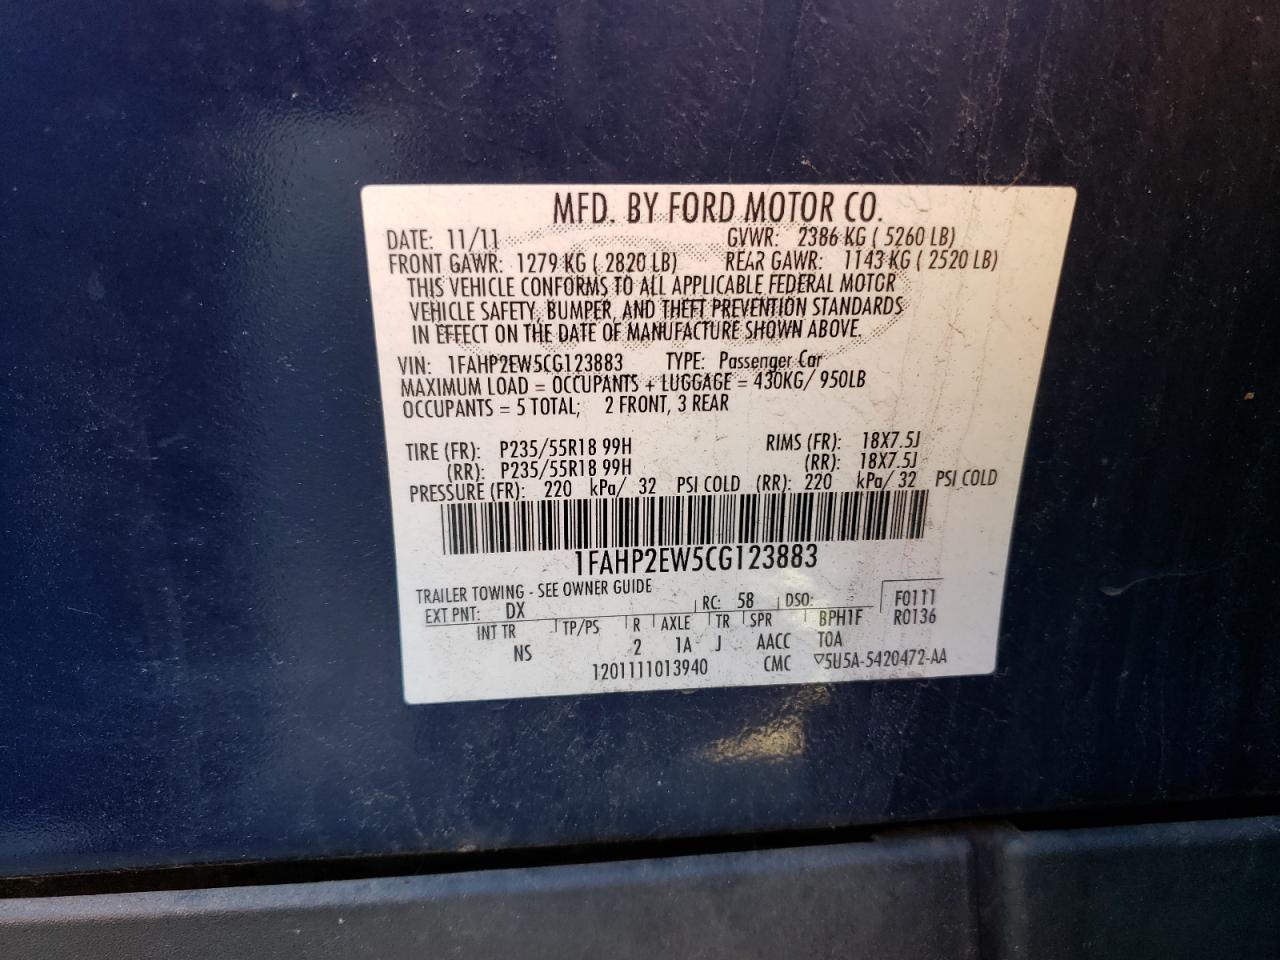 MFD. BY FORD MOTOR CO.
DATE: 11/11 GVWR: 2386 KG ( 5260 LB)
FRONT GAWR: 1279 KG ( 2820 LB) REAR GAWR: 1143 KG ( 2520 LB)
THIS VEHICLE CONFORMS TO ALL APPLICABLE FEDERAL MOTOR
VEHICLE SAFETY, BUMPER, AND THEFT PREVENTION STANDARDS
IN EFFECT ON THE DATE OF MANUFACTURE SHOWN ABOVE.
VIN: 1FAHP2EW5CG123883 TYPE: Passenger Car
MAXIMUM LOAD = OCCUPANTS + LUGGAGE = 430KG/ 950LB
OCCUPANTS = 5 TOTAL; 2 FRONT, 3 REAR
TIRE (FR): P235/55R18 99H RIMS (FR): 18X7.5J
(RR): P235/55R18 99H (RR): 18X7.5J
PRESSURE (FR): 220 kPa/ 32 PSI COLD (RR): 220 kPa/ 32 PSI COLD
1FAHP2EW5CG123883
TRAILER TOWING - SEE OWNER GUIDE
EXT PNT: DX RC: 58 DSO: F0111
INT TR TP/PS R AXLE TR SPR BPH1F R0136
NS 2 1A J AACC TOA
1201111013940 CMC ▽5U5A-5420472-AA